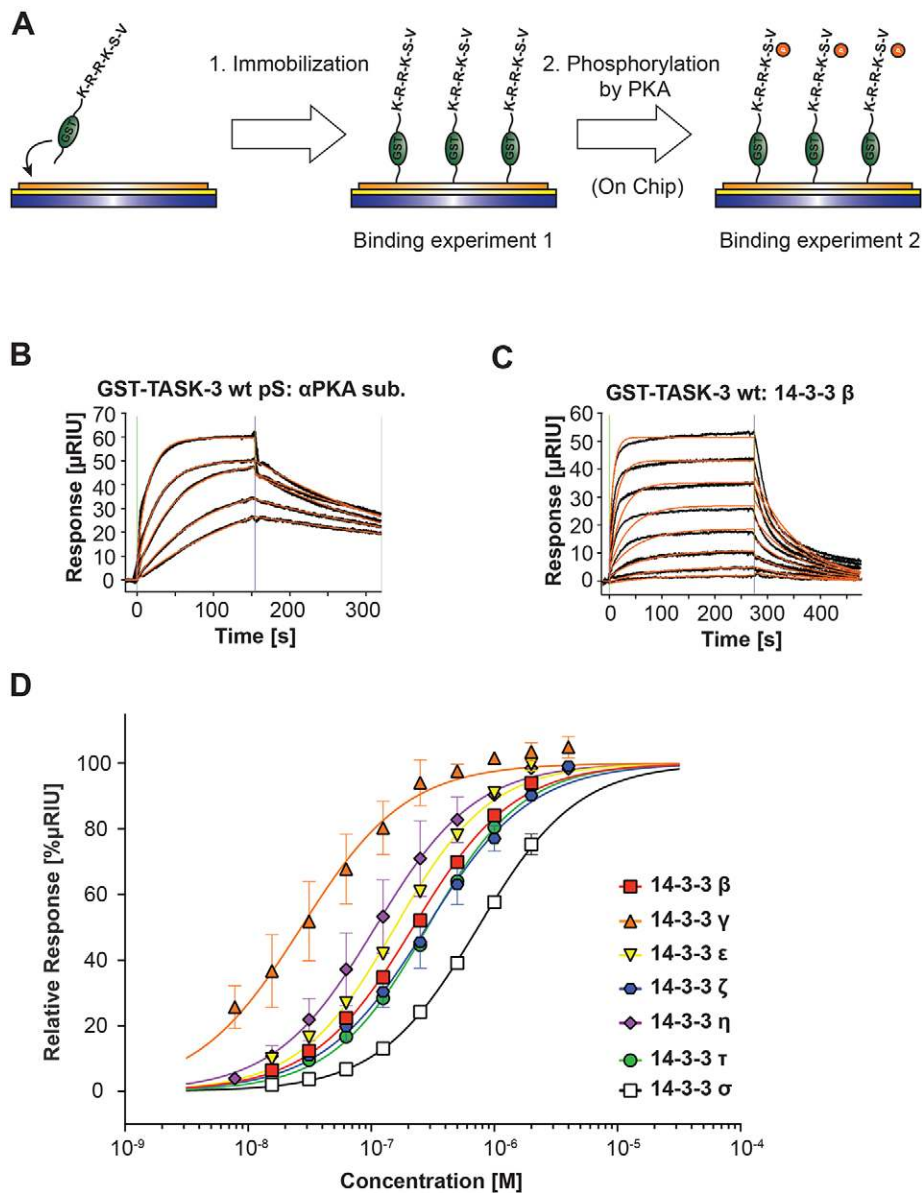 A
K-R-R-K-S-V
GST
1. Immobilization
K-R-R-K-S-V K-R-R-K-S-V K-R-R-K-S-V
GST GST GST
2. Phosphorylation
by PKA
(On Chip)
K-R-R-K-S-V K-R-R-K-S-V K-R-R-K-S-V
GST GST GST
Binding experiment 1
Binding experiment 2
B
GST-TASK-3 wt pS: αPKA sub.
Response [µRIU]
70
60
50
40
30
20
10
0
0 100 200 300
Time [s]
C
GST-TASK-3 wt: 14-3-3 β
Response [µRIU]
60
50
40
30
20
10
0
0 100 200 300 400
Time [s]
D
Relative Response [%µRIU]
100
80
60
40
20
0
10-9 10-8 10-7 10-6 10-5 10-4
Concentration [M]
14-3-3 β
14-3-3 γ
14-3-3 ε
14-3-3 ζ
14-3-3 η
14-3-3 τ
14-3-3 σ